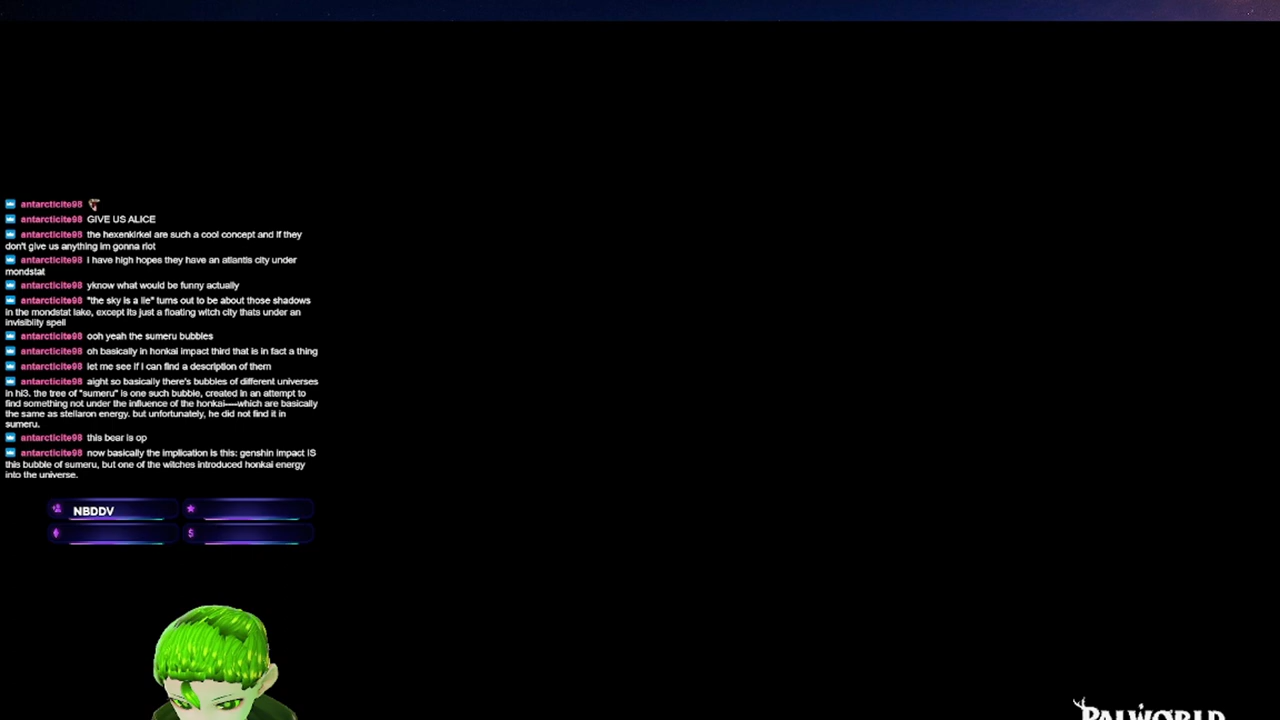 antarcticite98
antarcticite98 GIVE US ALICE
antarcticite98 the hexenkirkel are such a cool concept and if they
don't give us anything im gonna riot
antarcticite98 i have high hopes they have an atlantis city under
mondstat
antarcticite98 yknow what would be funny actually
antarcticite98 "the sky is a lie" turns out to be about those shadows
in the mondstat lake, except its just a floating witch city thats under an
invisibliy spell
antarcticite98 ooh yeah the sumeru bubbles
antarcticite98 oh basically in honkai impact third that is in fact a thing
antarcticite98 let me see if i can find a description of them
antarcticite98 aight so basically there's bubbles of different universes
in hi3. the tree of "sumeru" is one such bubble, created in an attempt to
find something not under the influence of the honkai----which are basically
the same as stellaron energy. but unfortunately, he did not find it in
sumeru.
antarcticite98 this bear is op
antarcticite98 now basically the implication is this: genshin impact IS
this bubble of sumeru, but one of the witches introduced honkai energy
into the universe.
NBDDV
$
PALWORLD